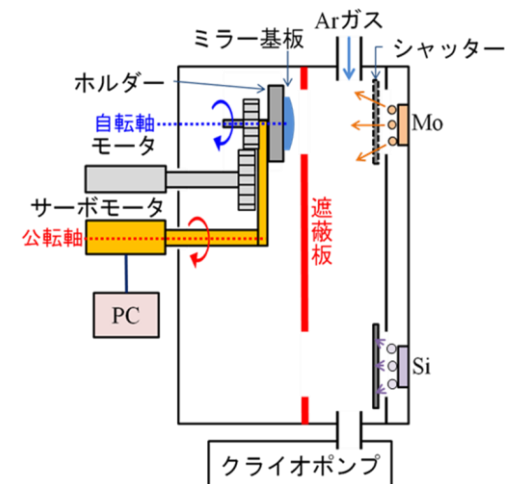 Arガス
ミラー基板
シャッター
ホルダー
自転軸
Mo
モータ
サーボモータ
遮蔽板
公転軸
PC
Si
クライオポンプ